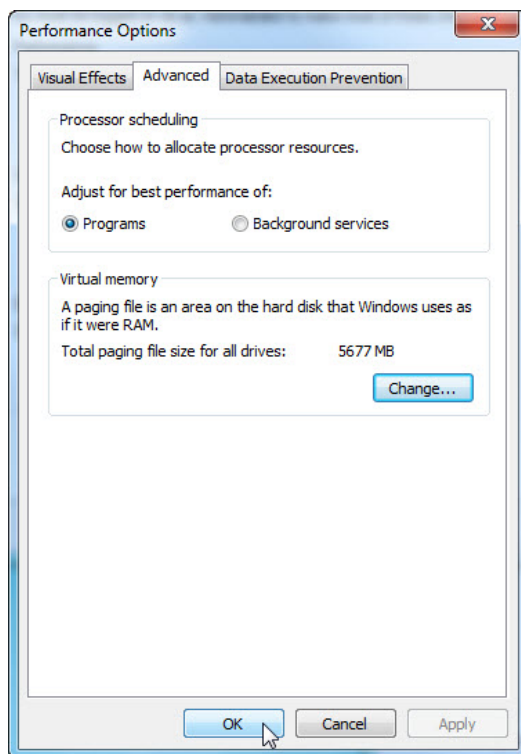 Performance Options
Visual Effects
Advanced
Data Execution Prevention
Processor scheduling
Choose how to allocate processor resources.
Adjust for best performance of:
Programs
Background services
Virtual memory
A paging file is an area on the hard disk that Windows uses as
if it were RAM.
Total paging file size for all drives: 5677 MB
Change...
OK
Cancel
Apply